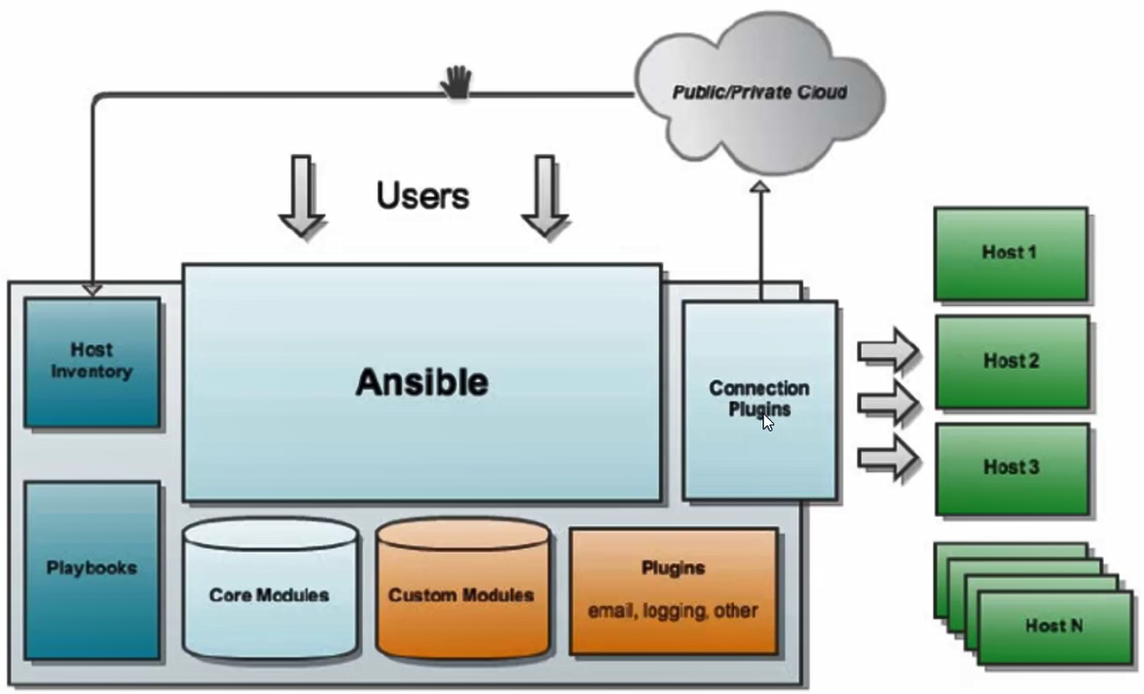 Public/Private Cloud
Users
Host 1
Host
Inventory
Ansible
Connection
Plugins
Host 2
Host 3
Playbooks
Core Modules
Custom Modules
Plugins
email, logging, other
Host N